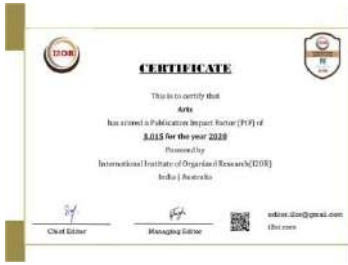 I2OR
CERTIFICATE
This is to certify that
Arts
has scored a Publication Impact Factor (PIF) of
3.015 for the year 2020
Powered by
International Institute of Organized Research(I2OR)
India | Australia
Chief Editor
Managing Editor
editor.i2or@gmail.com
i2or.com